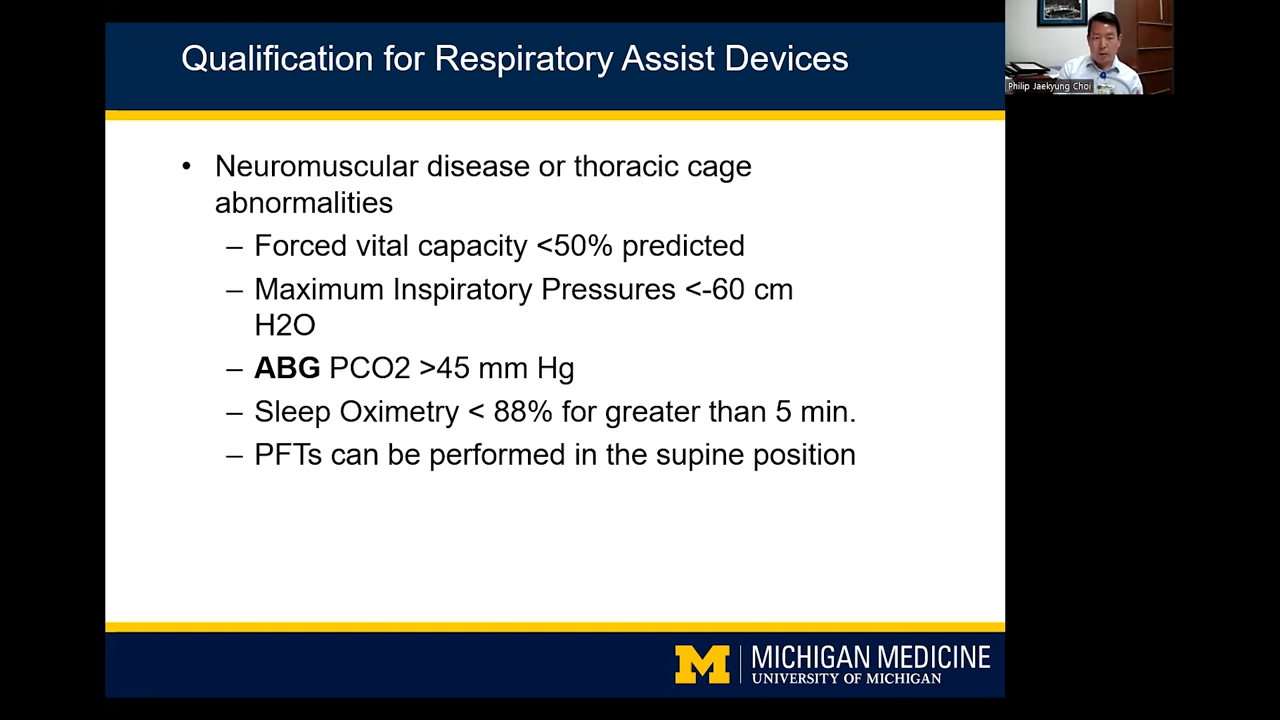 Qualification for Respiratory Assist Devices
Philip Jaekyung Choi
• Neuromuscular disease or thoracic cage
abnormalities
– Forced vital capacity <50% predicted
– Maximum Inspiratory Pressures <-60 cm
H2O
– ABG PCO2 >45 mm Hg
– Sleep Oximetry < 88% for greater than 5 min.
– PFTs can be performed in the supine position
M
MICHIGAN MEDICINE
UNIVERSITY OF MICHIGAN